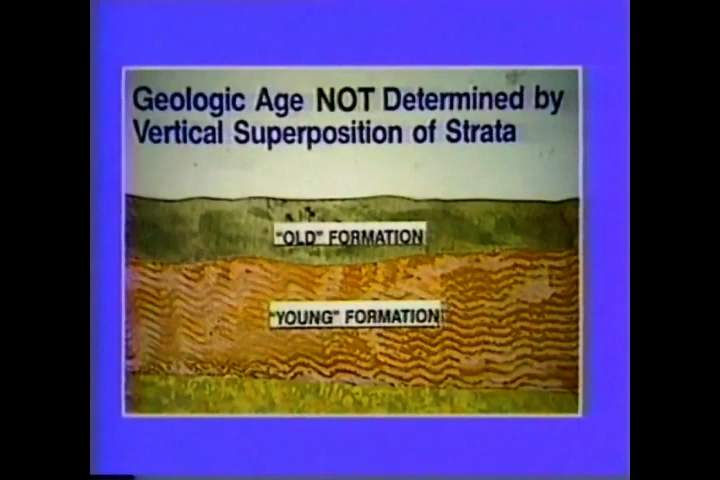 Geologic Age NOT Determined by
Vertical Superposition of Strata
"OLD" FORMATION
"YOUNG" FORMATION